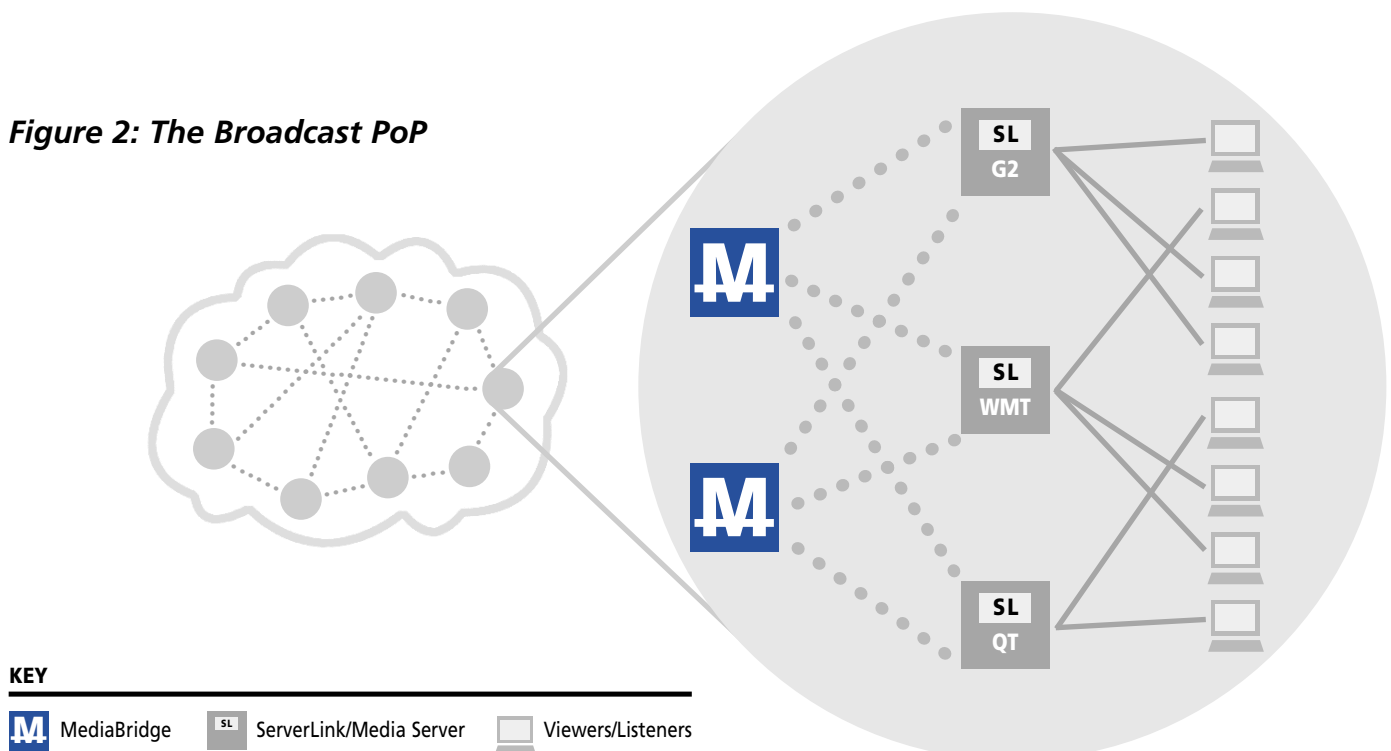 Figure 2: The Broadcast PoP
M
M
SL
G2
SL
WMT
SL
QT
KEY
M MediaBridge
SL ServerLink/Media Server
Viewers/Listeners